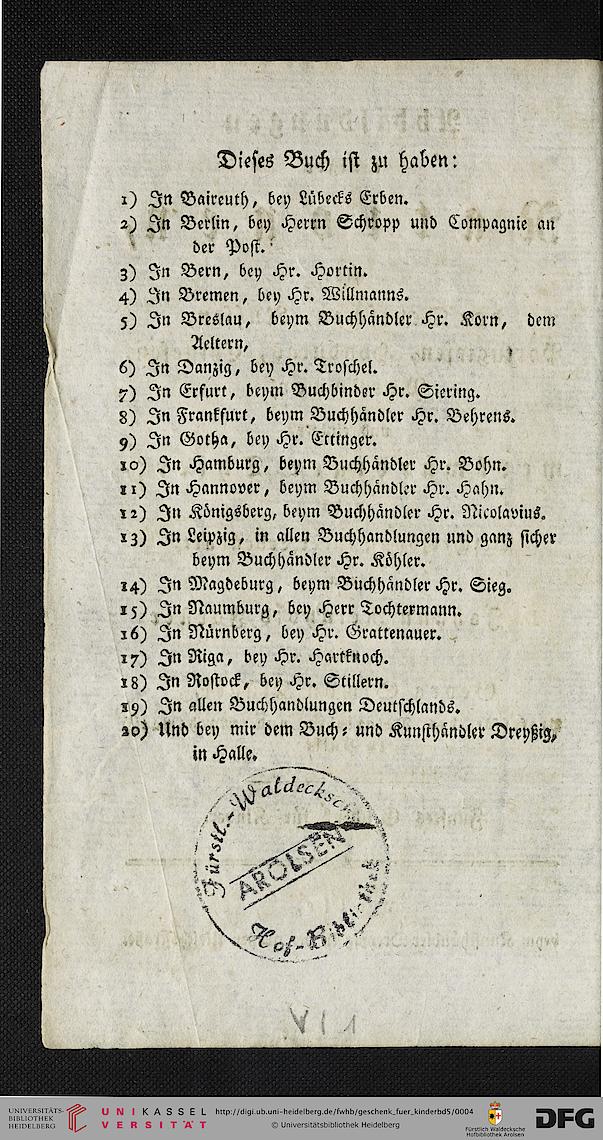 Dieses Buch ist zu haben:
1) In Baireuth, bey Lübecks Erben.
2) In Berlin, bey Herrn Schropp und Compagnie an
der Post.
3) In Bern, bey Hr. Hortin.
4) In Bremen, bey Hr. Willmanns.
5) In Breslau, beym Buchhändler Hr. Korn, dem
Aeltern,
6) In Danzig, bey Hr. Troschel.
7) In Erfurt, beym Buchbinder Hr. Siering.
8) In Frankfurt, beym Buchhändler Hr. Behrens.
9) In Gotha, bey Hr. Ettinger.
10) In Hamburg, beym Buchhändler Hr. Bohn.
11) In Hannover, beym Buchhändler Hr. Hahn.
12) In Königsberg, beym Buchhändler Hr. Nicolavius.
13) In Leipzig, in allen Buchhandlungen und ganz sicher
beym Buchhändler Hr. Köhler.
14) In Magdeburg, beym Buchhändler Hr. Sieg.
15) In Naumburg, bey Herr Tochtermann.
16) In Nürnberg, bey Hr. Grattenauer.
17) In Riga, bey Hr. Hartknoch.
18) In Rostock, bey Hr. Stillern.
19) In allen Buchhandlungen Deutschlands.
20) Und bey mir dem Buch- und Kunsthändler Dreyßig,
in Halle.
Fürstl.-Waldecksche
AROLSEN
Hof-Bibliothek
VI 1
UNIVERSITÄTS-
BIBLIOTHEK
HEIDELBERG
UNIKASSEL
VERSITÄT
http://digi.ub.uni-heidelberg.de/fwhb/geschenk_fuer_kinderbd5/0004
© Universitätsbibliothek Heidelberg
Fürstlich Waldecksche
Hofbibliothek Arolsen
DFG